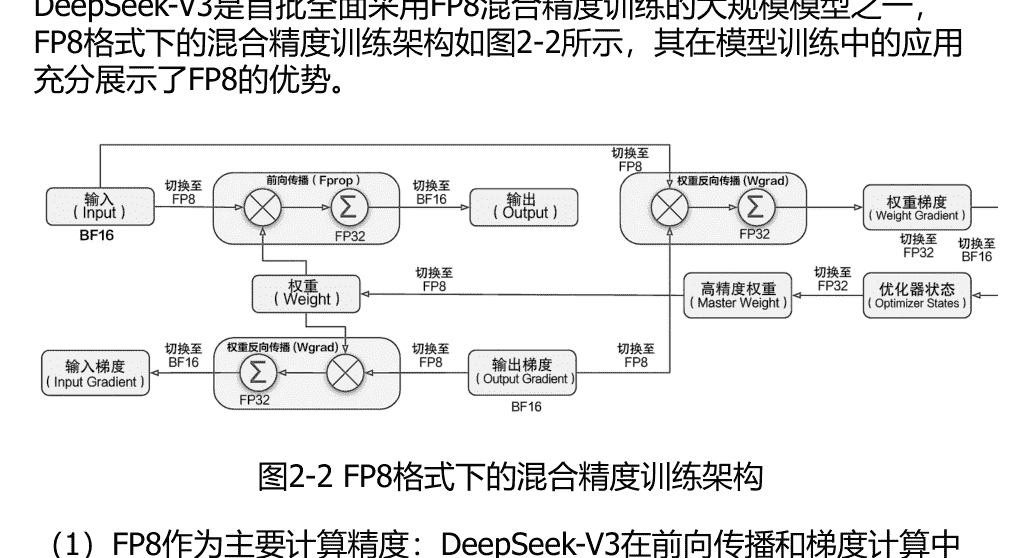 DeepSeek-V3是首批全面采用FP8混合精度训练的大规模模型之一，
FP8格式下的混合精度训练架构如图2-2所示，其在模型训练中的应用
充分展示了FP8的优势。
切换至
FP8
输入
( Input )
BF16
切换至
FP8
前向传播 ( Fprop )
Σ
FP32
切换至
BF16
输出
( Output )
权重反向传播 (Wgrad)
Σ
FP32
权重梯度
( Weight Gradient )
切换至
FP32
切换至
BF16
权重
( Weight )
切换至
FP8
高精度权重
( Master Weight )
切换至
FP32
优化器状态
( Optimizer States )
输入梯度
( Input Gradient )
切换至
BF16
权重反向传播 (Wgrad)
Σ
FP32
切换至
FP8
输出梯度
( Output Gradient )
BF16
切换至
FP8
图2-2 FP8格式下的混合精度训练架构
（1）FP8作为主要计算精度：DeepSeek-V3在前向传播和梯度计算中